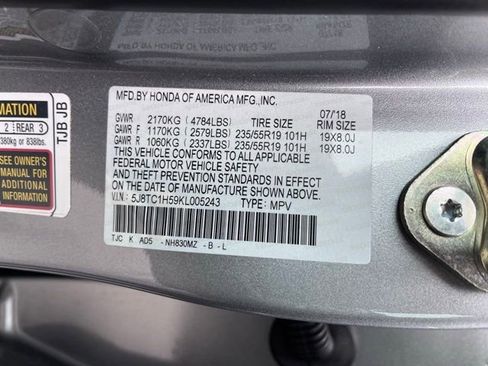 MFD.BY HONDA OF AMERICA MFG.,INC.
GVWR 2170KG (4784LBS) TIRE SIZE 07/'18 RIM SIZE
GAWR F 1170KG (2579LBS) 235/55R19 101H 19X8.0J
GAWR R 1060KG (2337LBS) 235/55R19 101H 19X8.0J
THIS VEHICLE CONFORMS TO ALL APPLICABLE
FEDERAL MOTOR VEHICLE SAFETY
AND THEFT PREVENTION STANDARDS IN EFFECT ON
THE DATE OF MANUFACTURE SHOWN ABOVE.
V.I.N: 5J8TC1H59KL005243 TYPE: MPV
TJC K AD5 - NH830MZ - B - L
MATION
2 REAR 3
380kg or 838lbs.
SEE OWNER'S
MANUAL FOR
ADDITIONAL
INFORMATION
TJB JB